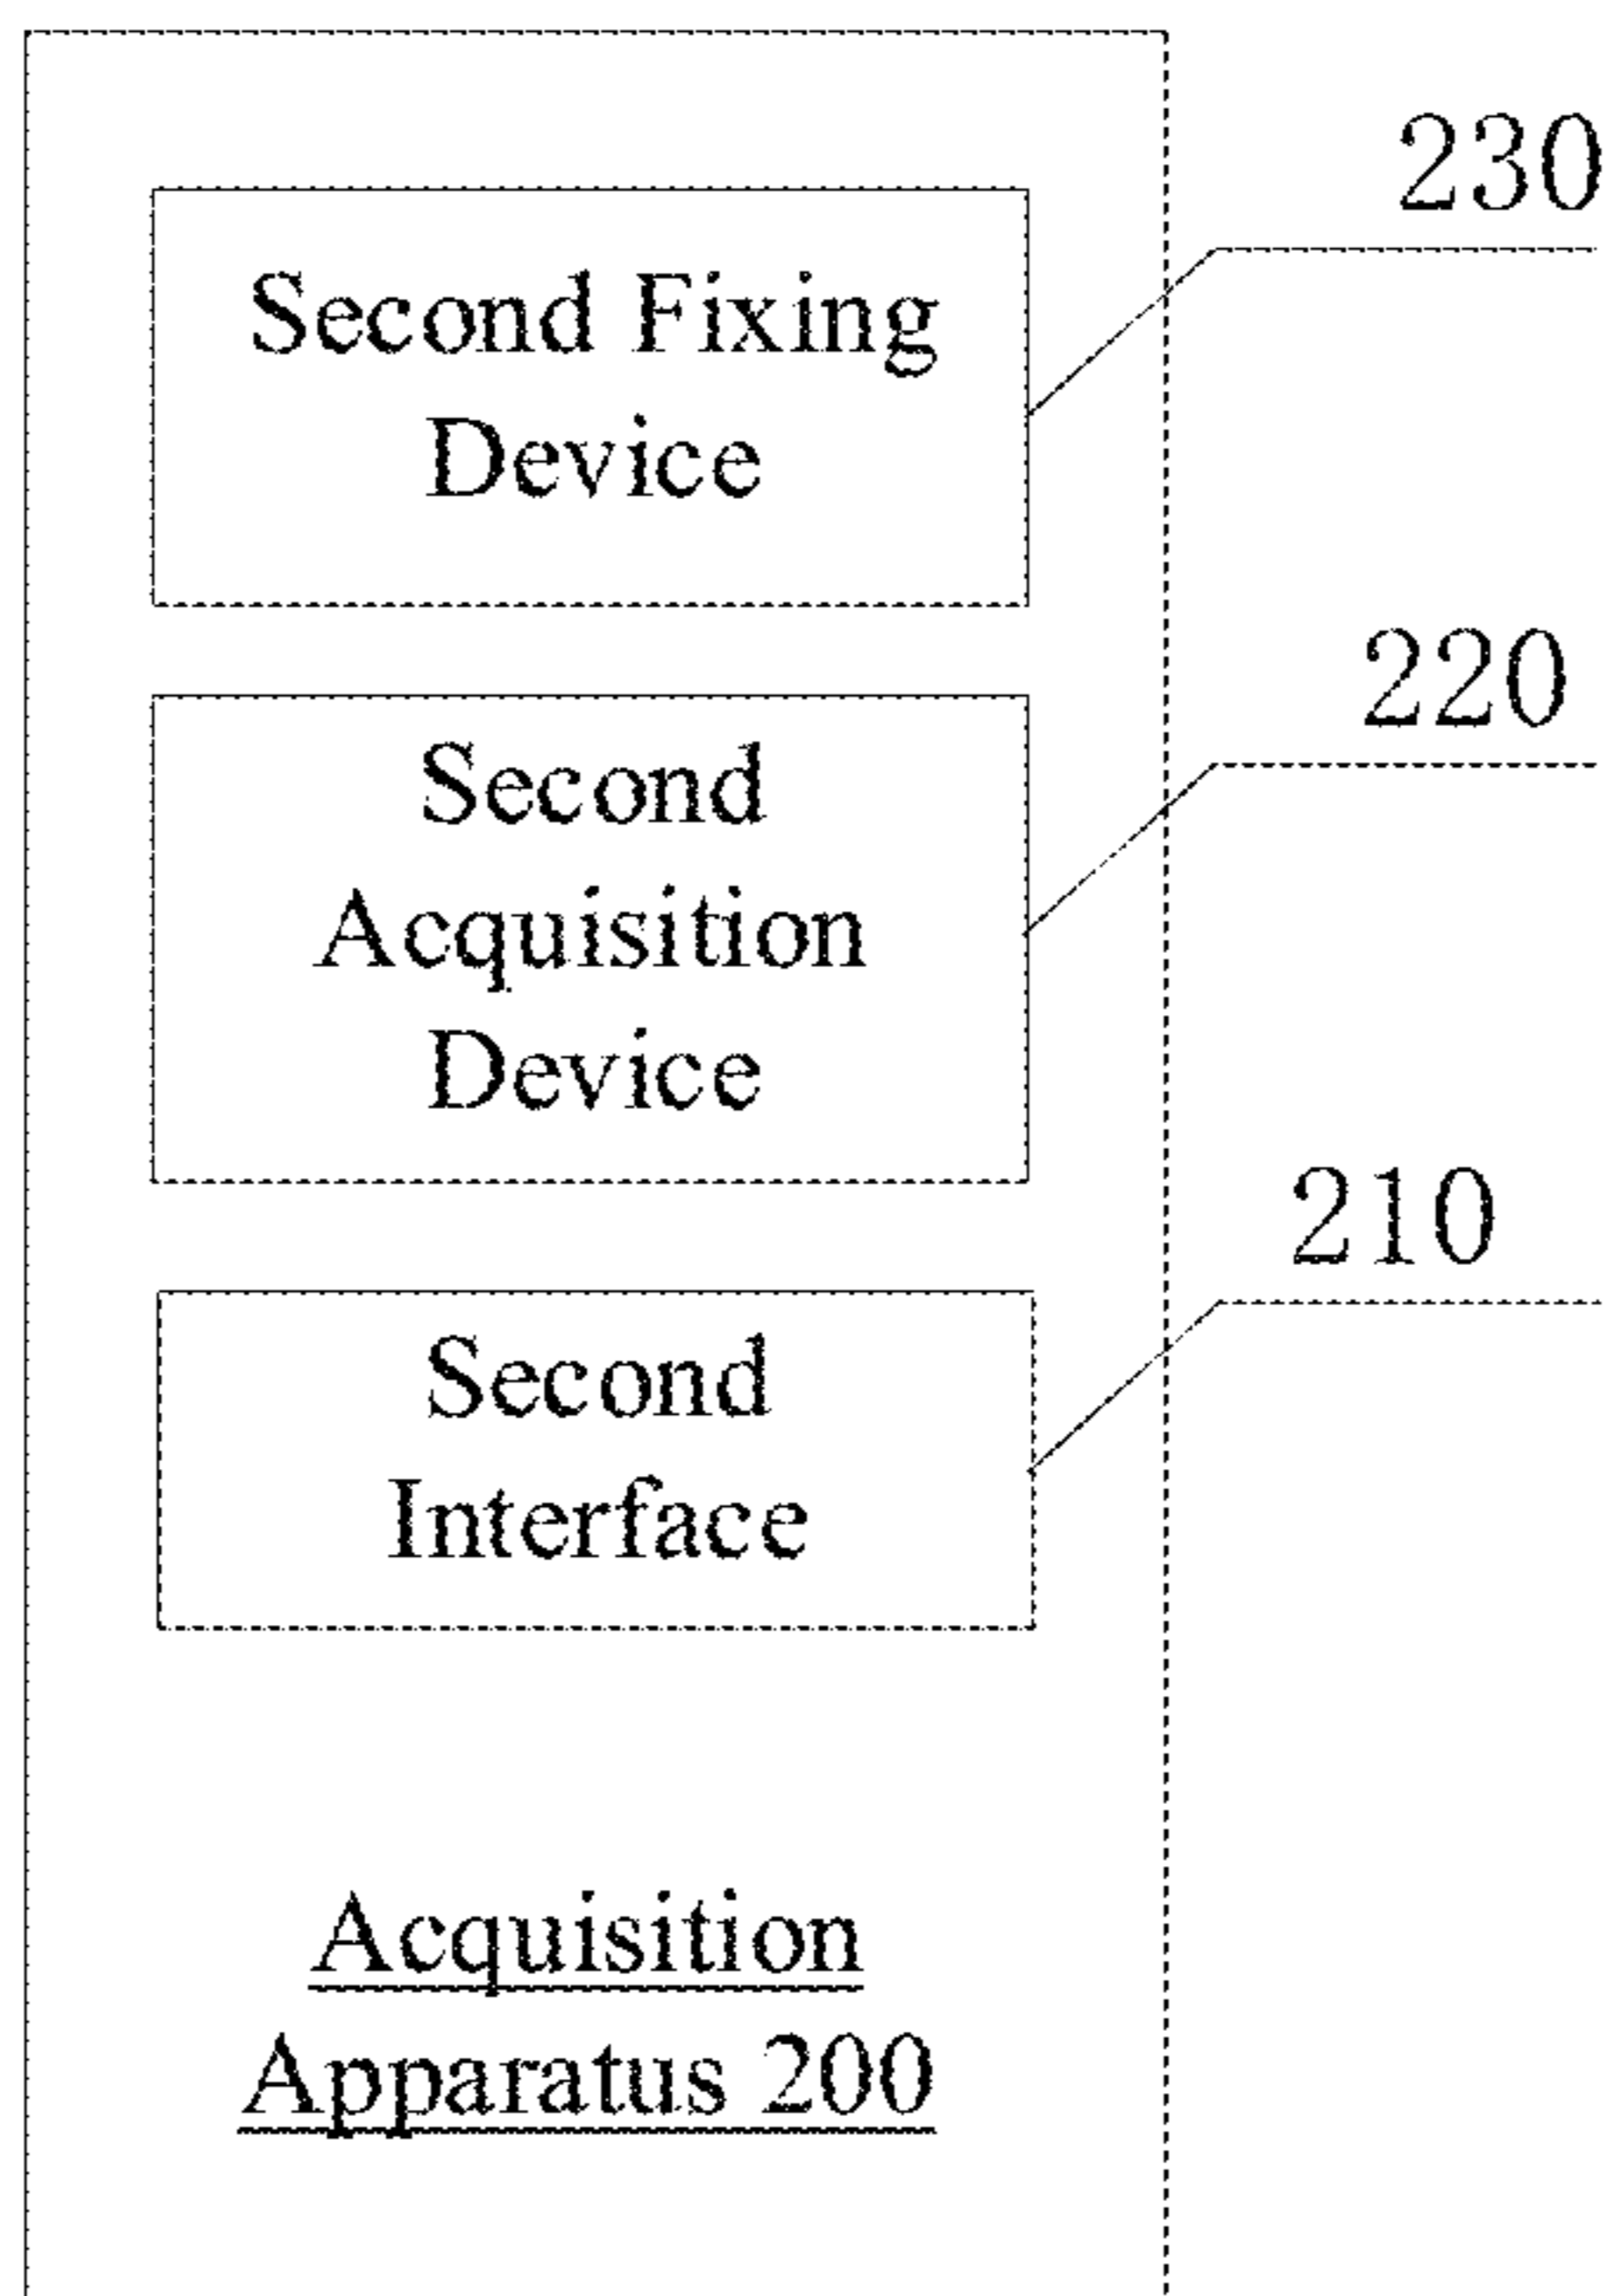 230
Second Fixing
Device
220
Second
Acquisition
Device
210
Second
Interface
Acquisition
Apparatus 200